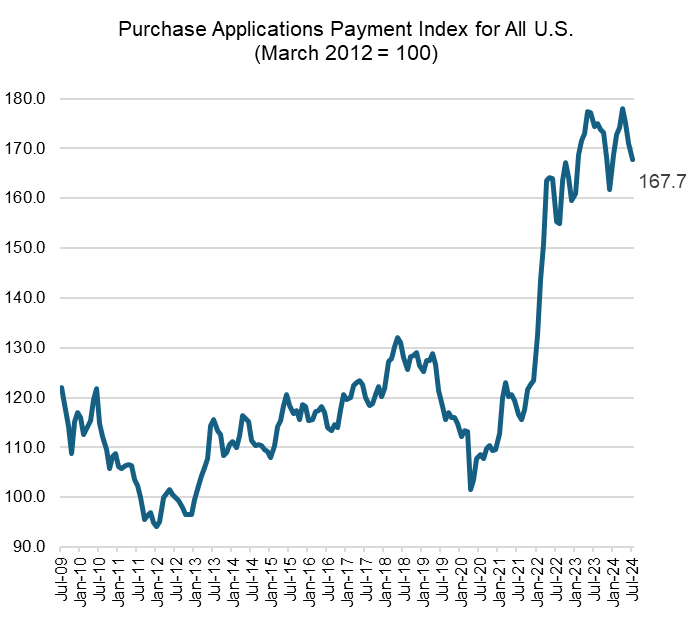 Purchase Applications Payment Index for All U.S.
(March 2012 = 100)
180.0
170.0
160.0
150.0
140.0
130.0
120.0
110.0
100.0
90.0
167.7
Jul-09
Jan-10
Jul-10
Jan-11
Jul-11
Jan-12
Jul-12
Jan-13
Jul-13
Jan-14
Jul-14
Jan-15
Jul-15
Jan-16
Jul-16
Jan-17
Jul-17
Jan-18
Jul-18
Jan-19
Jul-19
Jan-20
Jul-20
Jan-21
Jul-21
Jan-22
Jul-22
Jan-23
Jul-23
Jan-24
Jul-24